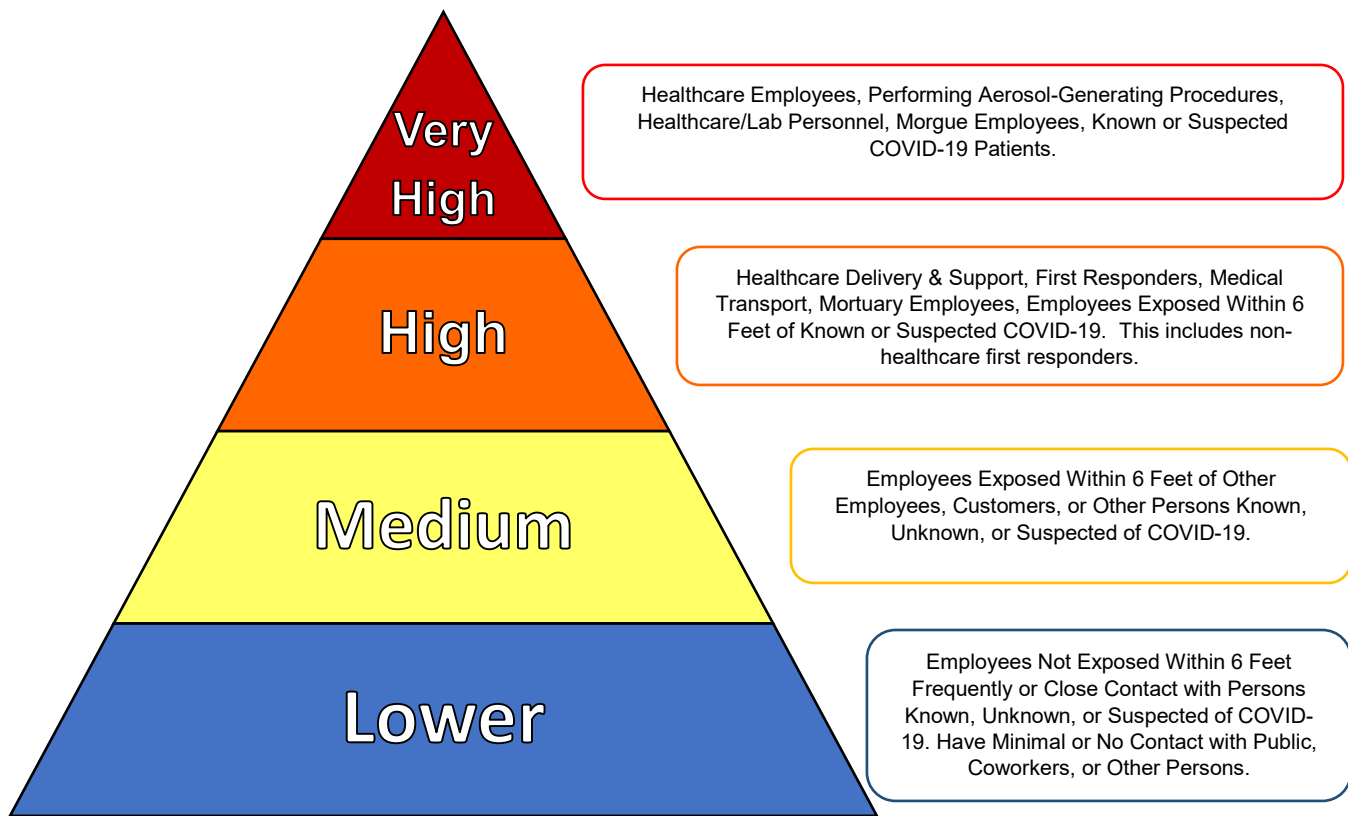 Very
High
Healthcare Employees, Performing Aerosol-Generating Procedures,
Healthcare/Lab Personnel, Morgue Employees, Known or Suspected
COVID-19 Patients.
High
Healthcare Delivery & Support, First Responders, Medical
Transport, Mortuary Employees, Employees Exposed Within 6
Feet of Known or Suspected COVID-19.  This includes non-
healthcare first responders.
Medium
Employees Exposed Within 6 Feet of Other
Employees, Customers, or Other Persons Known,
Unknown, or Suspected of COVID-19.
Lower
Employees Not Exposed Within 6 Feet
Frequently or Close Contact with Persons
Known, Unknown, or Suspected of COVID-
19. Have Minimal or No Contact with Public,
Coworkers, or Other Persons.